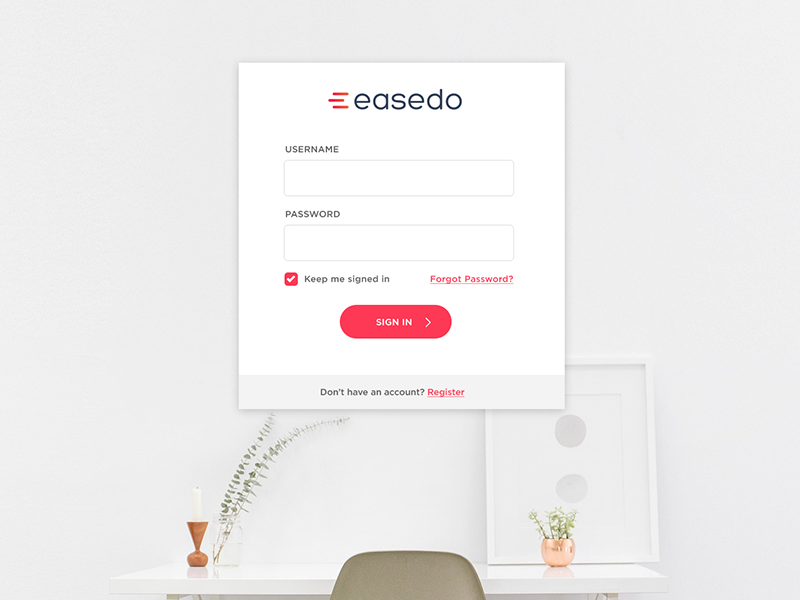 easedo
USERNAME
PASSWORD
Keep me signed in
Forgot Password?
SIGN IN
Don't have an account? Register